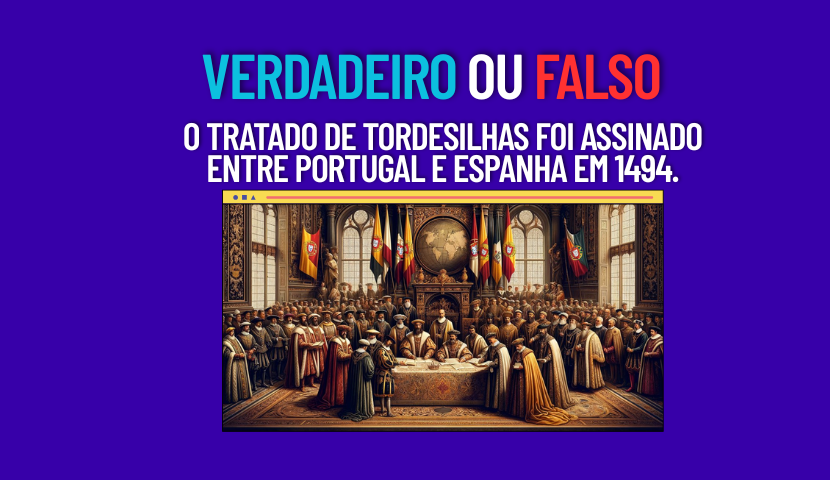 VERDADEIRO OU FALSO
O TRATADO DE TORDESILHAS FOI ASSINADO
ENTRE PORTUGAL E ESPANHA EM 1494.